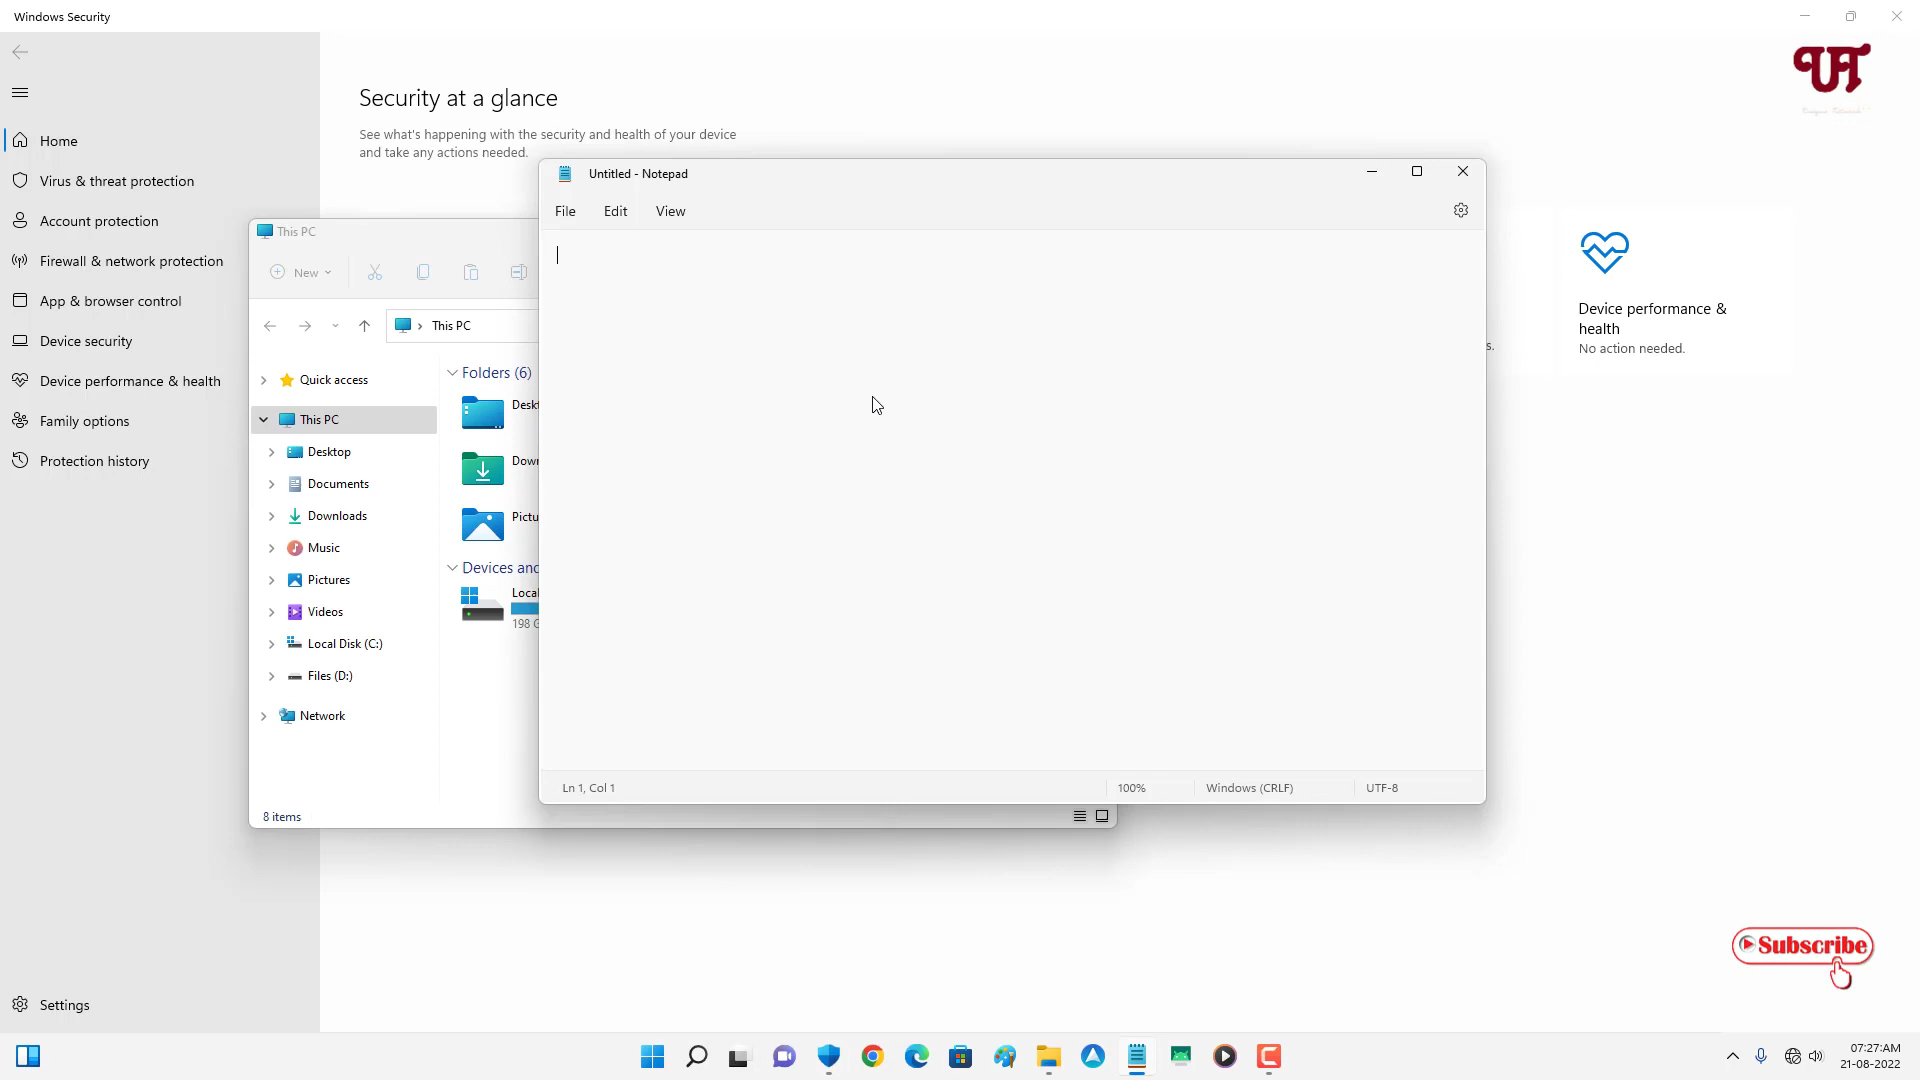 Windows Security
Security at a glance
See what's happening with the security and health of your device
and take any actions needed.
Home
Virus & threat protection
Account protection
Firewall & network protection
App & browser control
Device security
Device performance & health
Family options
Protection history
Settings
This PC
New
This PC
Quick access
This PC
Desktop
Documents
Downloads
Music
Pictures
Videos
Local Disk (C:)
Files (D:)
Network
Folders (6)
Desk
Down
Pictu
Devices and
Local
198 G
8 items
Untitled - Notepad
File Edit View
Ln 1, Col 1 100% Windows (CRLF) UTF-8
s.
Device performance &
health
No action needed.
UT
Subscribe
07:27/AM
21-08-2022